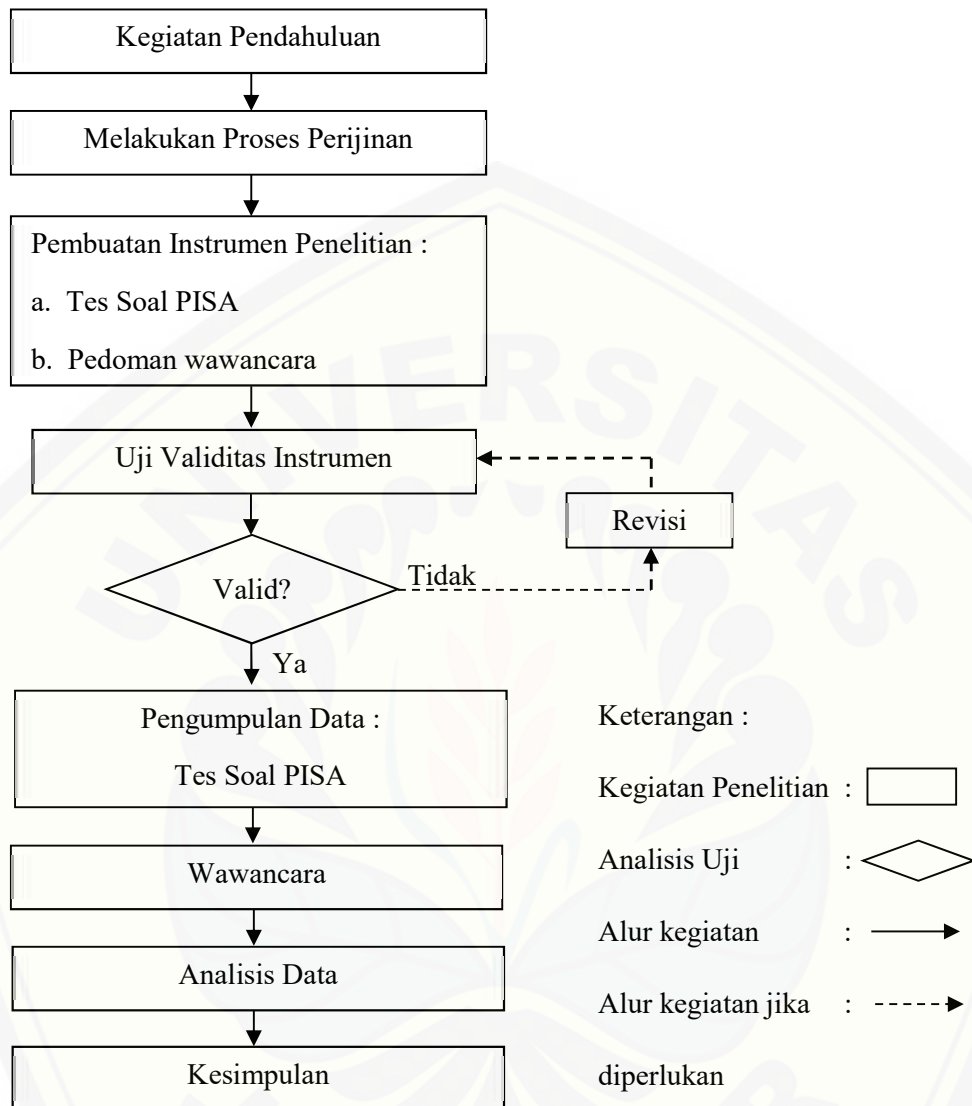 Kegiatan Pendahuluan
Melakukan Proses Perijinan
Pembuatan Instrumen Penelitian :
a. Tes Soal PISA
b. Pedoman wawancara
Uji Validitas Instrumen
Revisi
Valid?
Tidak
Ya
Pengumpulan Data :
Tes Soal PISA
Wawancara
Analisis Data
Kesimpulan
Keterangan :
Kegiatan Penelitian :
Analisis Uji :
Alur kegiatan :
Alur kegiatan jika :
diperlukan
UNIVERSITAS